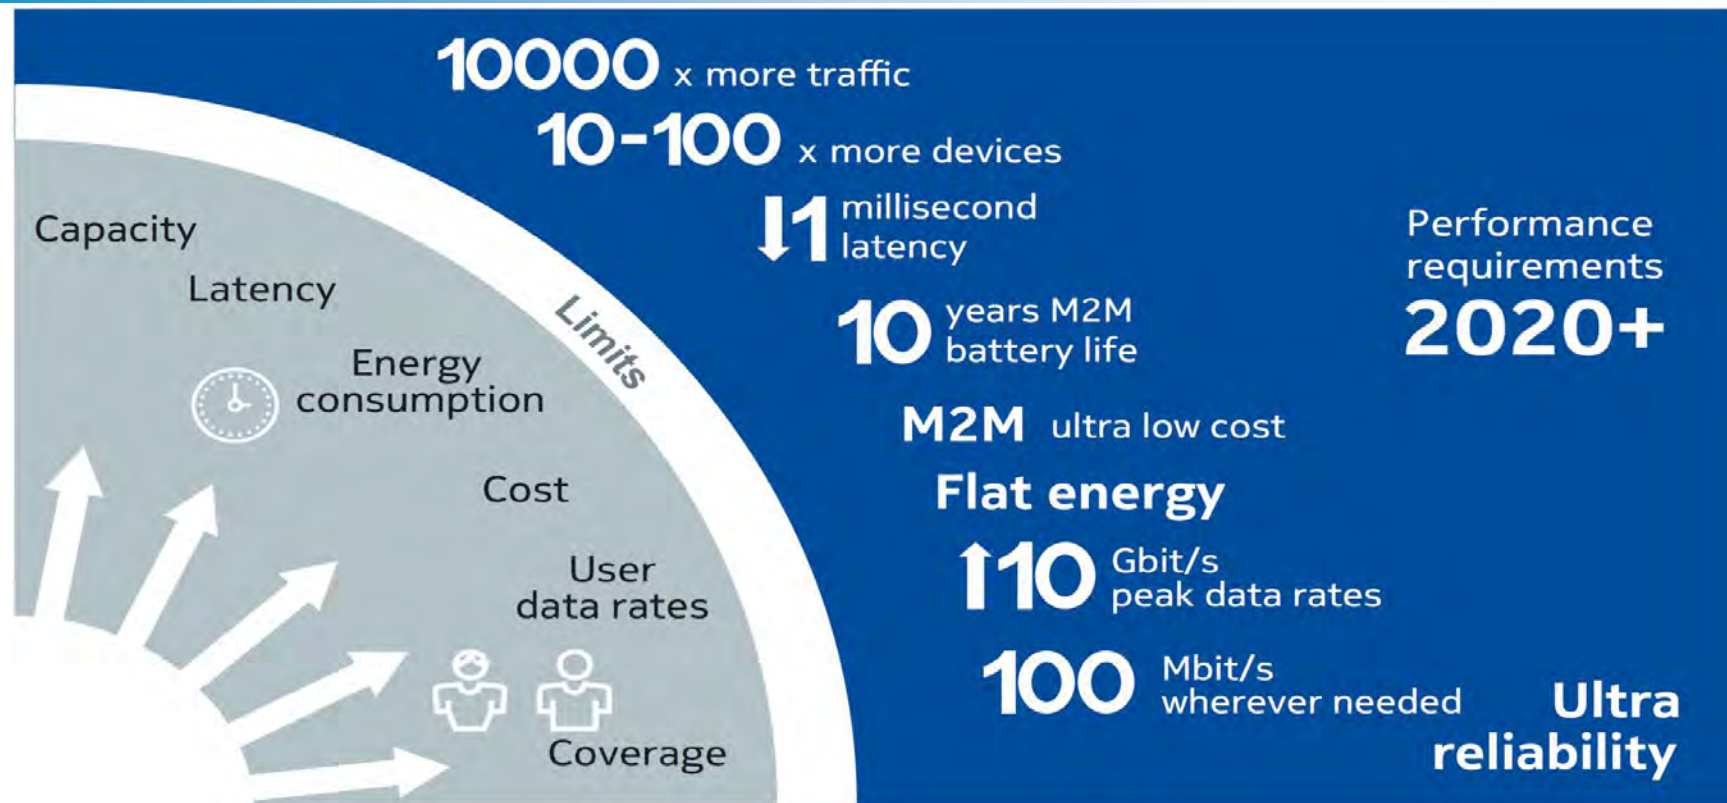 10000 x more traffic
10-100 x more devices
1 millisecond
latency
10 years M2M
battery life
M2M ultra low cost
Flat energy
10 Gbit/s
peak data rates
100 Mbit/s
wherever needed
Performance
requirements
2020+
Ultra
reliability
Limits
Capacity
Latency
Energy
consumption
Cost
User
data rates
Coverage